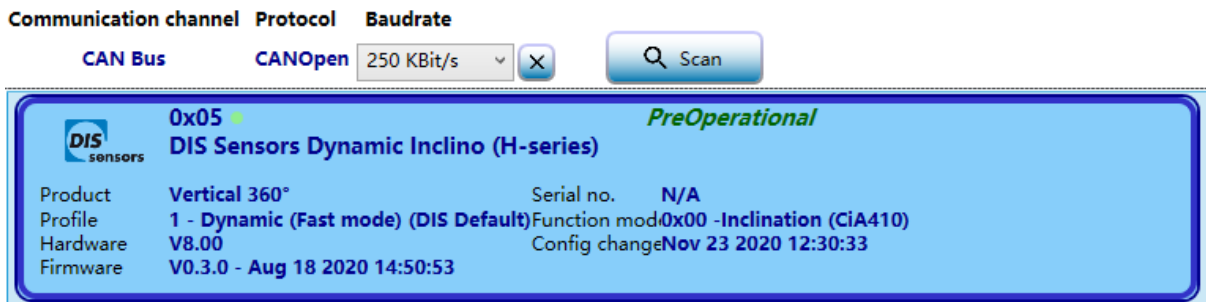 Communication channel Protocol Baudrate
CAN Bus CANOpen 250 KBit/s Scan
0x05 PreOperational
DIS sensors
DIS Sensors Dynamic Inclino (H-series)
Product Vertical 360° Serial no. N/A
Profile 1 - Dynamic (Fast mode) (DIS Default) Function mod 0x00 -Inclination (CiA410)
Hardware V8.00 Config change Nov 23 2020 12:30:33
Firmware V0.3.0 - Aug 18 2020 14:50:53